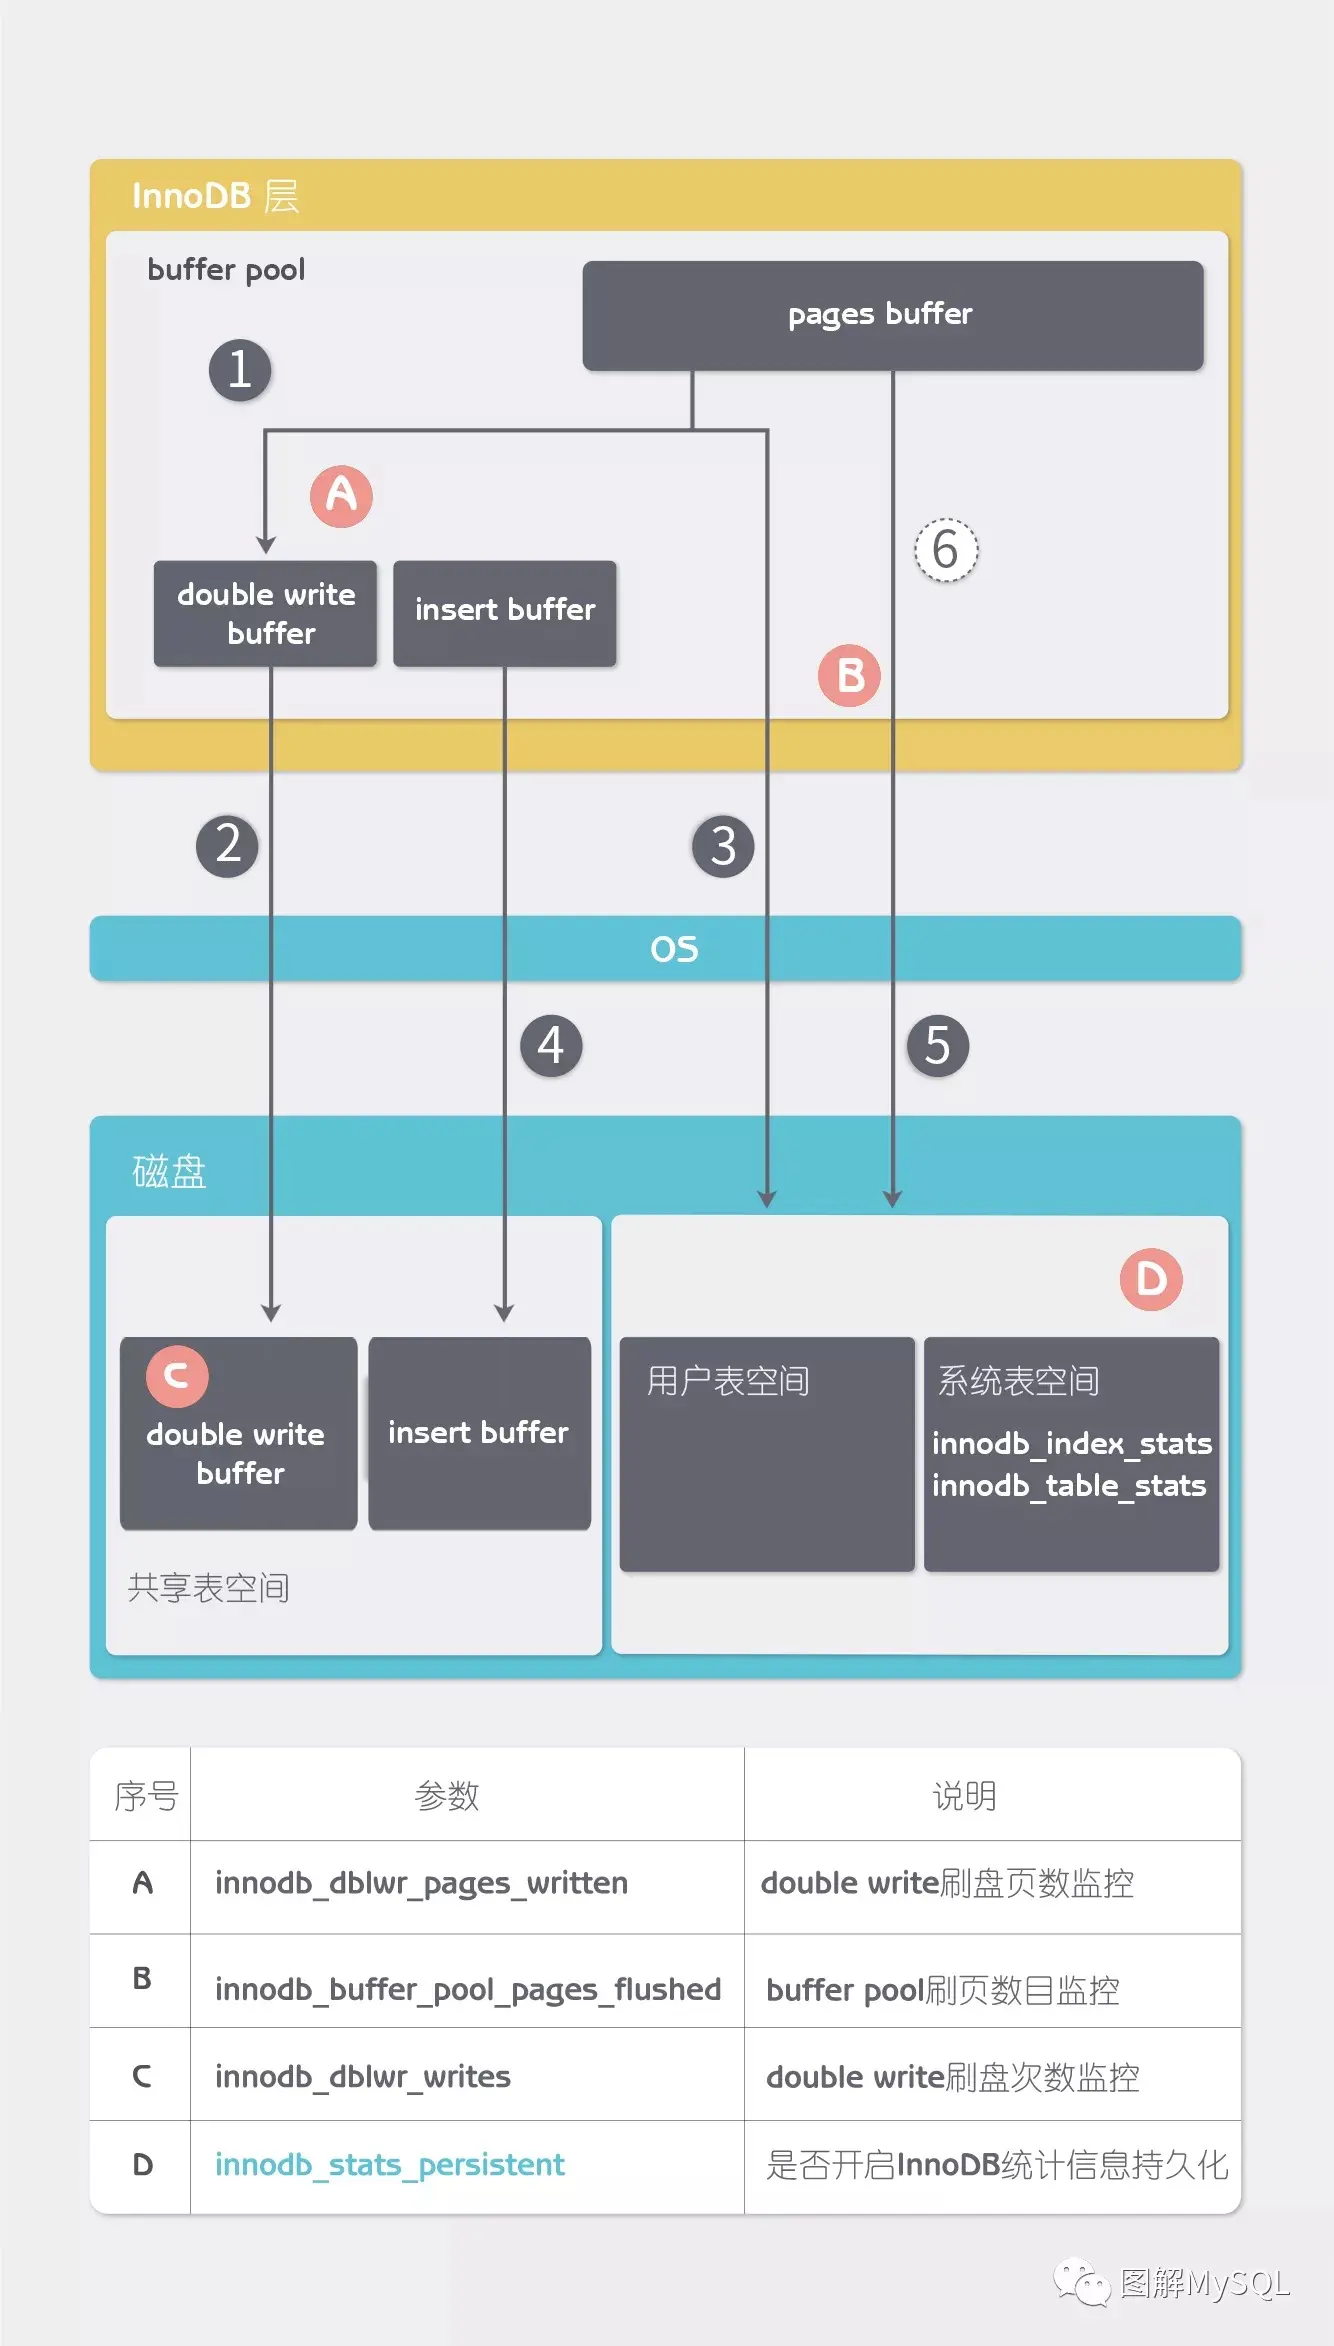 InnoDB 层
buffer pool
pages buffer
1
A
6
double write
buffer
insert buffer
B
2
3
OS
4
5
磁盘
D
C
double write
buffer
insert buffer
用户表空间
系统表空间
innodb_index_stats
innodb_table_stats
共享表空间
序号 参数 说明
A innodb_dblwr_pages_written double write刷盘页数监控
B innodb_buffer_pool_pages_flushed buffer pool刷页数目监控
C innodb_dblwr_writes double write刷盘次数监控
D innodb_stats_persistent 是否开启InnoDB统计信息持久化
图解MySQL